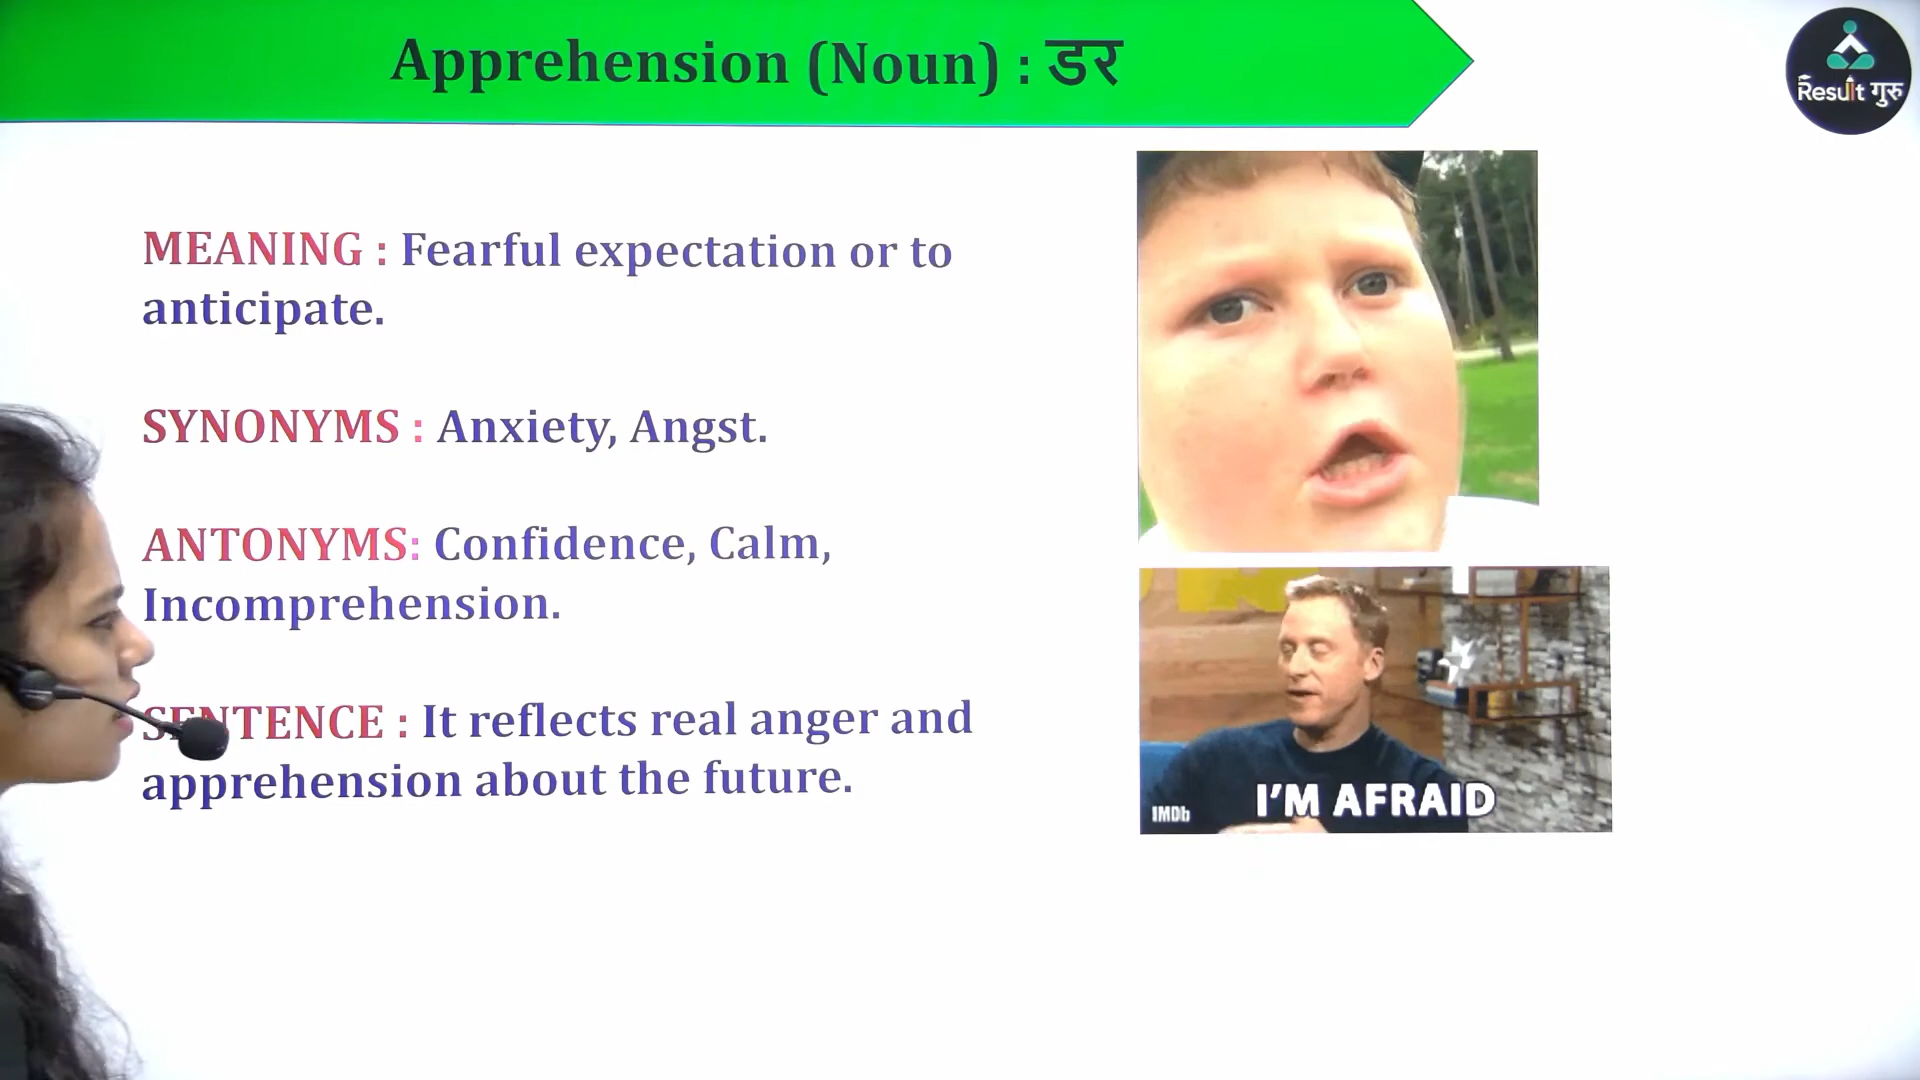 Apprehension (Noun) : डर
Result गुरु
MEANING : Fearful expectation or to
anticipate.
SYNONYMS : Anxiety, Angst.
ANTONYMS: Confidence, Calm,
Incomprehension.
SENTENCE : It reflects real anger and
apprehension about the future.
I'M AFRAID
IMDb